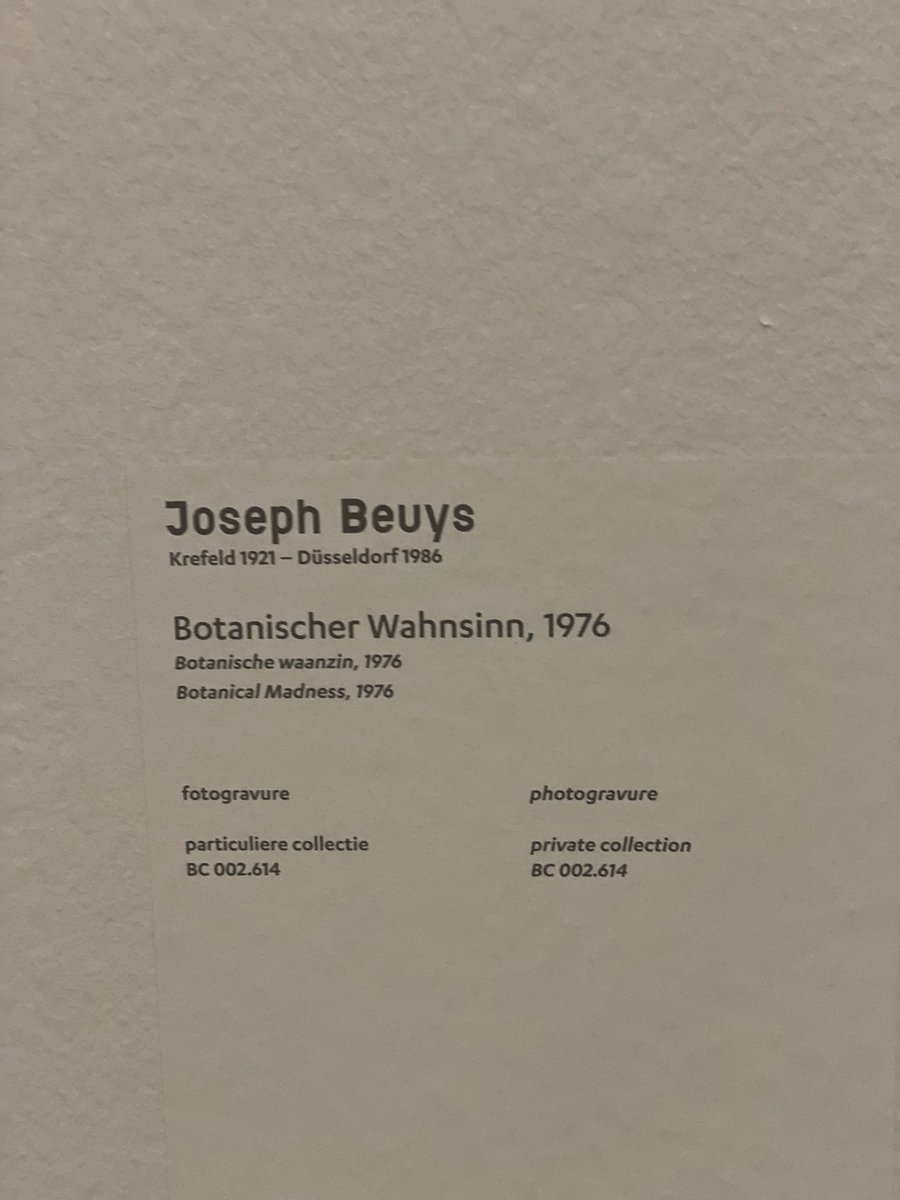 Joseph Beuys
Krefeld 1921 – Düsseldorf 1986
Botanischer Wahnsinn, 1976
Botanische waanzin, 1976
Botanical Madness, 1976
fotogravure
particuliere collectie
BC 002.614
photogravure
private collection
BC 002.614